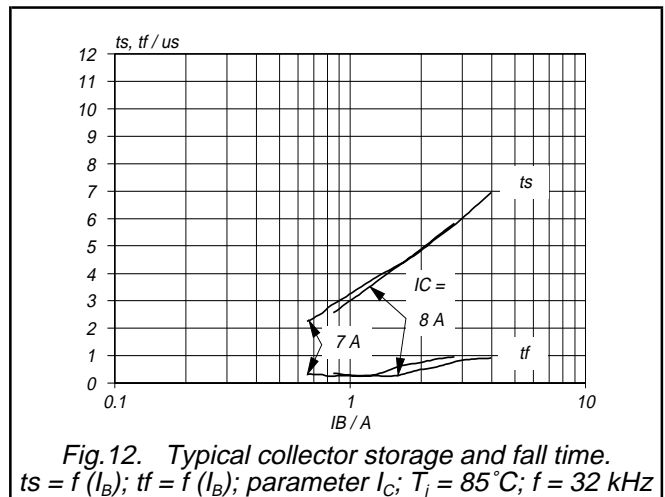 ts, tf / us
12
11
10
9
8
7
6
5
4
3
2
1
0
ts
IC =
8 A
7 A
tf
0.1
1
10
IB / A
Fig.12. Typical collector storage and fall time.
ts = f (IB); tf = f (IB); parameter IC; Tj = 85˚C; f = 32 kHz